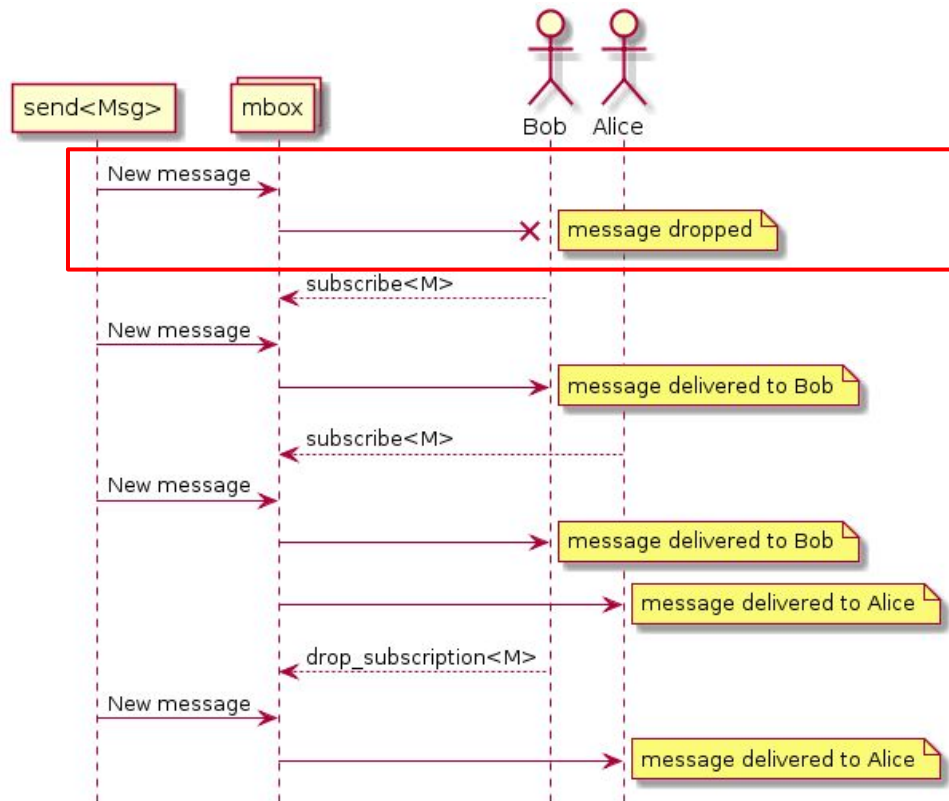 Bob Alice
send<Msg> mbox
New message
message dropped
subscribe<M>
New message
message delivered to Bob
subscribe<M>
New message
message delivered to Bob
message delivered to Alice
drop_subscription<M>
New message
message delivered to Alice